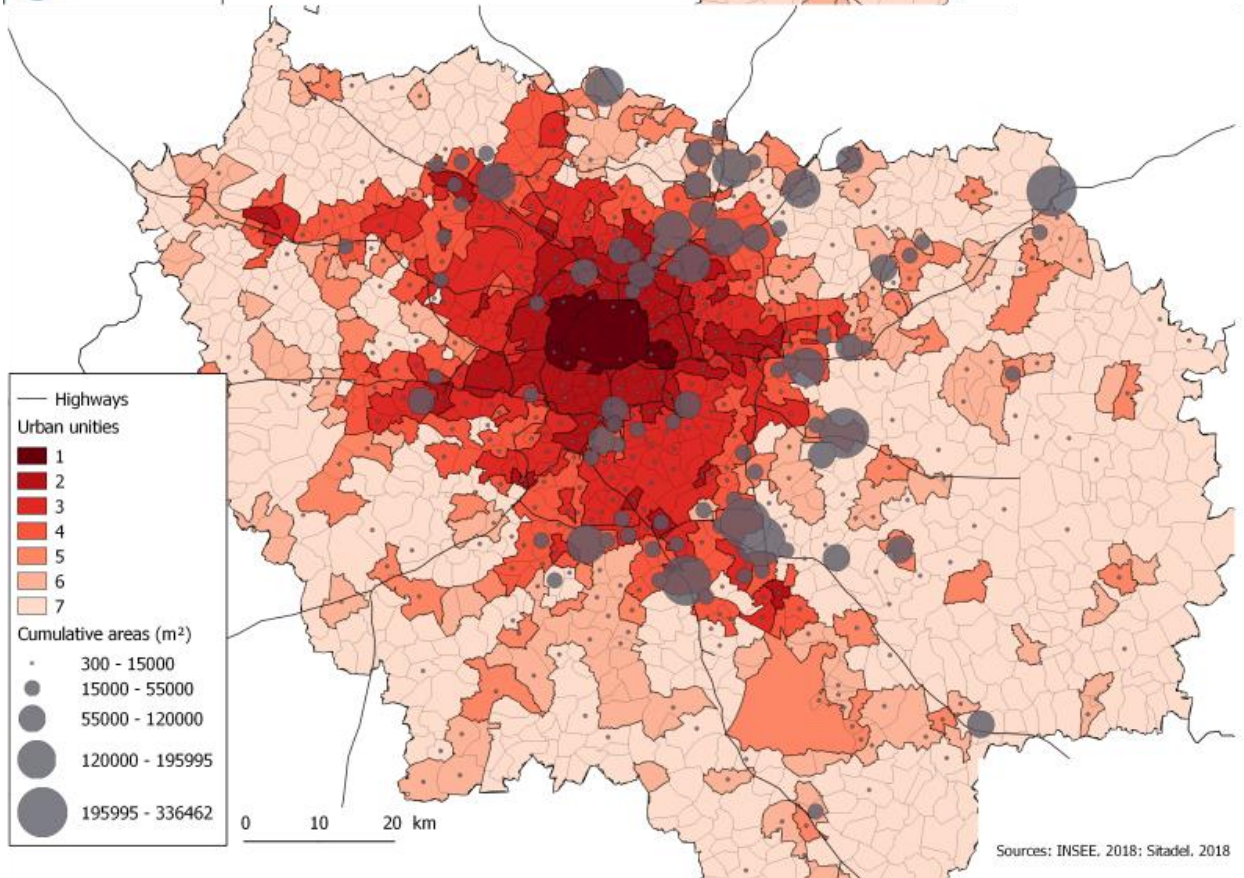 Highways
Urban unities
1
2
3
4
5
6
7
Cumulative areas (m²)
300 - 15000
15000 - 55000
55000 - 120000
120000 - 195995
195995 - 336462
0 10 20 km
Sources: INSEE, 2018; Sitadel, 2018